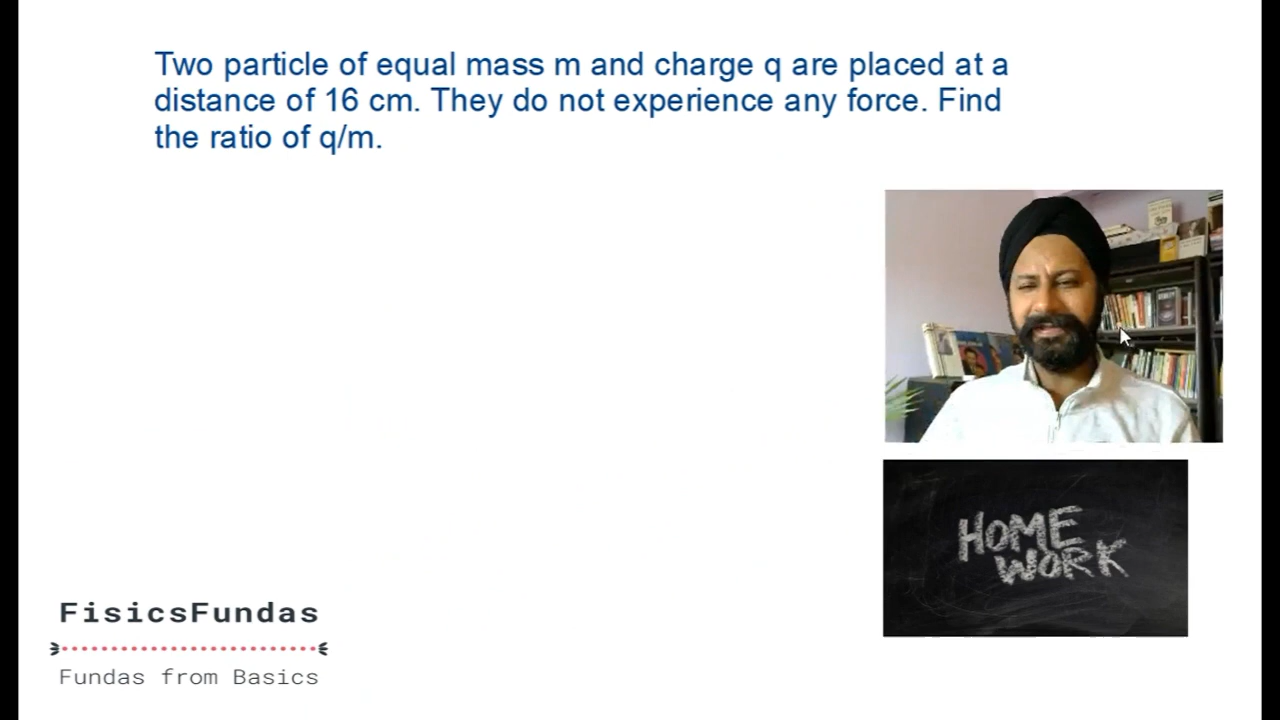 Two particle of equal mass m and charge q are placed at a
distance of 16 cm. They do not experience any force. Find
the ratio of q/m.
HOME
WORK
FisicsFundas
Fundas from Basics